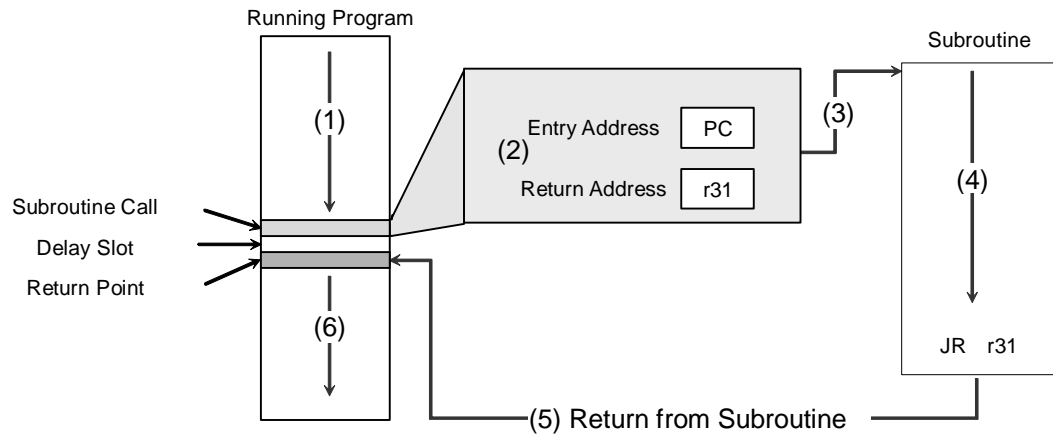 Running Program
Subroutine
(1)
Entry Address PC
(2)
(3)
Return Address r31
(4)
Subroutine Call
Delay Slot
Return Point
(6)
JR r31
(5) Return from Subroutine